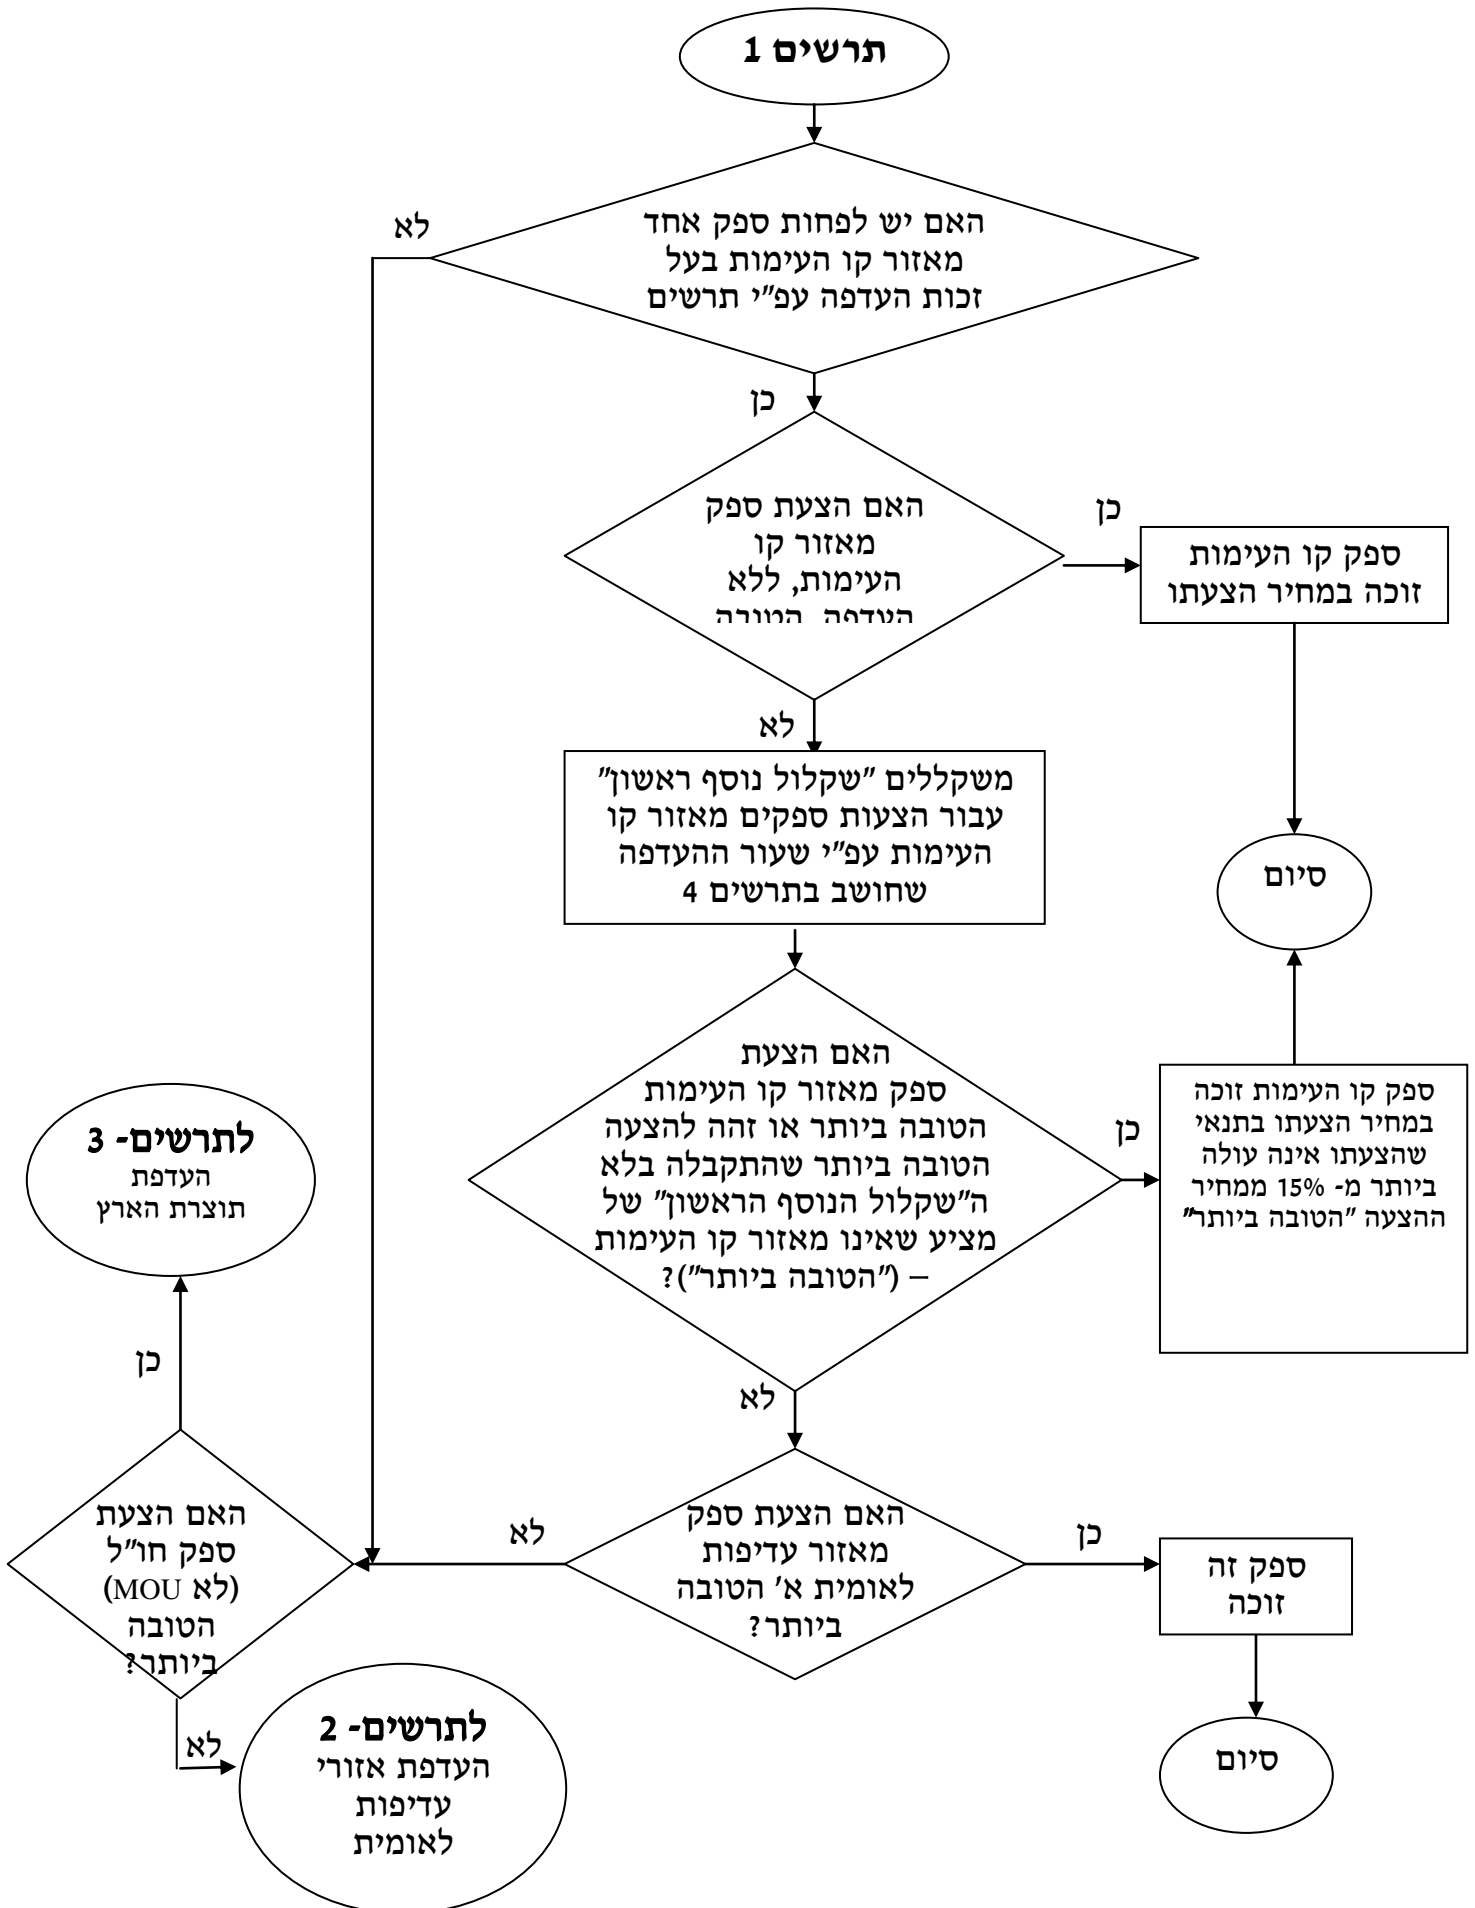 תרשים 1
האם יש לפחות ספק אחד
מאזור קו העימות בעל
זכות העדפה עפ"י תרשים
לא
כן
האם הצעת ספק
מאזור קו
העימות, ללא
העדפה, הטובה
כן
ספק קו העימות
זוכה במחיר הצעתו
לא
משקללים "שקלול נוסף ראשון"
עבור הצעות ספקים מאזור קו
העימות עפ"י שעור ההעדפה
שחושב בתרשים 4
סיום
האם הצעת
ספק מאזור קו העימות
הטובה ביותר או זהה להצעה
הטובה ביותר שהתקבלה בלא
ה"שקלול הנוסף הראשון" של
מציע שאינו מאזור קו העימות
– ("הטובה ביותר")?
כן
ספק קו העימות זוכה
במחיר הצעתו בתנאי
שהצעתו אינה עולה
ביותר מ- 15% ממחיר
ההצעה "הטובה ביותר"
לא
האם הצעת ספק
מאזור עדיפות
לאומית א' הטובה
ביותר?
כן
ספק זה
זוכה
סיום
לא
האם הצעת
ספק חו"ל
(לא MOU)
הטובה
ביותר?
כן
לתרשים- 3
העדפת
תוצרת הארץ
לא
לתרשים- 2
העדפת אזורי
עדיפות
לאומית